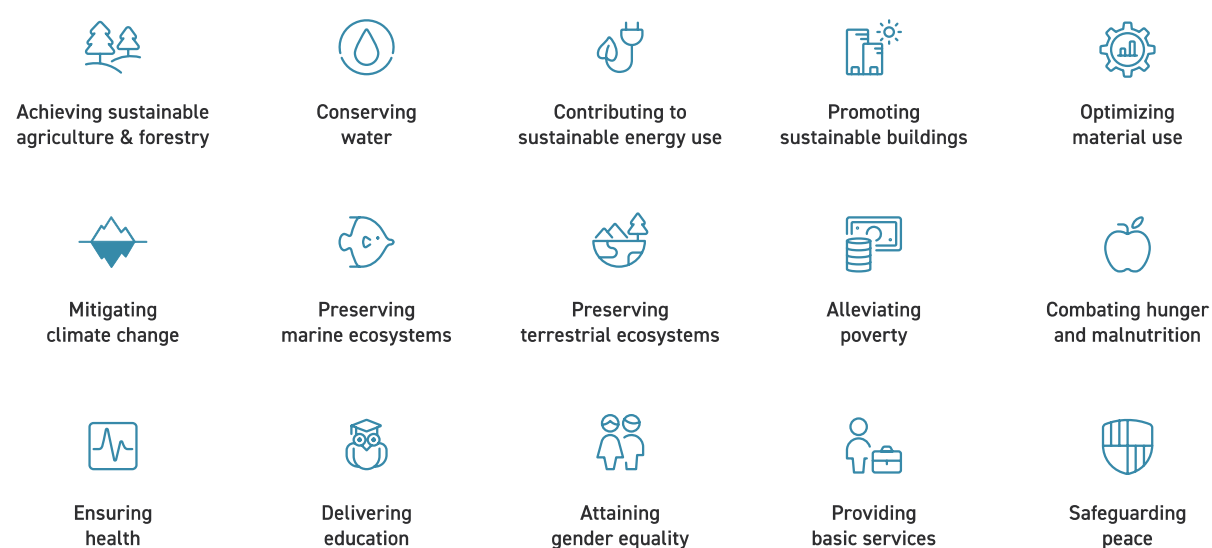 Achieving sustainable
agriculture & forestry
Conserving
water
Contributing to
sustainable energy use
Promoting
sustainable buildings
Optimizing
material use
Mitigating
climate change
Preserving
marine ecosystems
Preserving
terrestrial ecosystems
Alleviating
poverty
Combating hunger
and malnutrition
Ensuring
health
Delivering
education
Attaining
gender equality
Providing
basic services
Safeguarding
peace